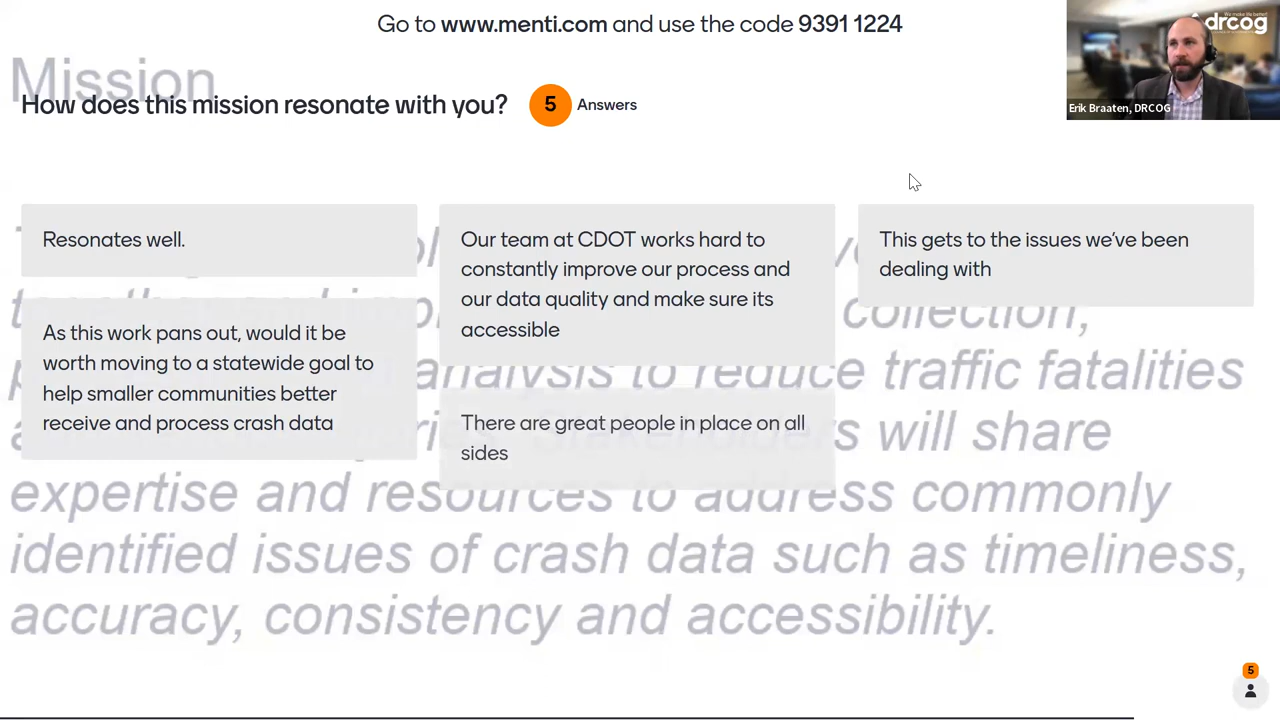 Go to www.menti.com and use the code 9391 1224
We make life better!
drcog
Erik Braaten, DRCOG
Mission
How does this mission resonate with you?
5
Answers
Resonates well.
As this work pans out, would it be
worth moving to a statewide goal to
help smaller communities better
receive and process crash data
Our team at CDOT works hard to
constantly improve our process and
our data quality and make sure its
accessible
There are great people in place on all
sides
This gets to the issues we've been
dealing with
collection,
analysis to reduce traffic fatalities
will share
expertise and resources to address commonly
identified issues of crash data such as timeliness,
accuracy, consistency and accessibility.
5